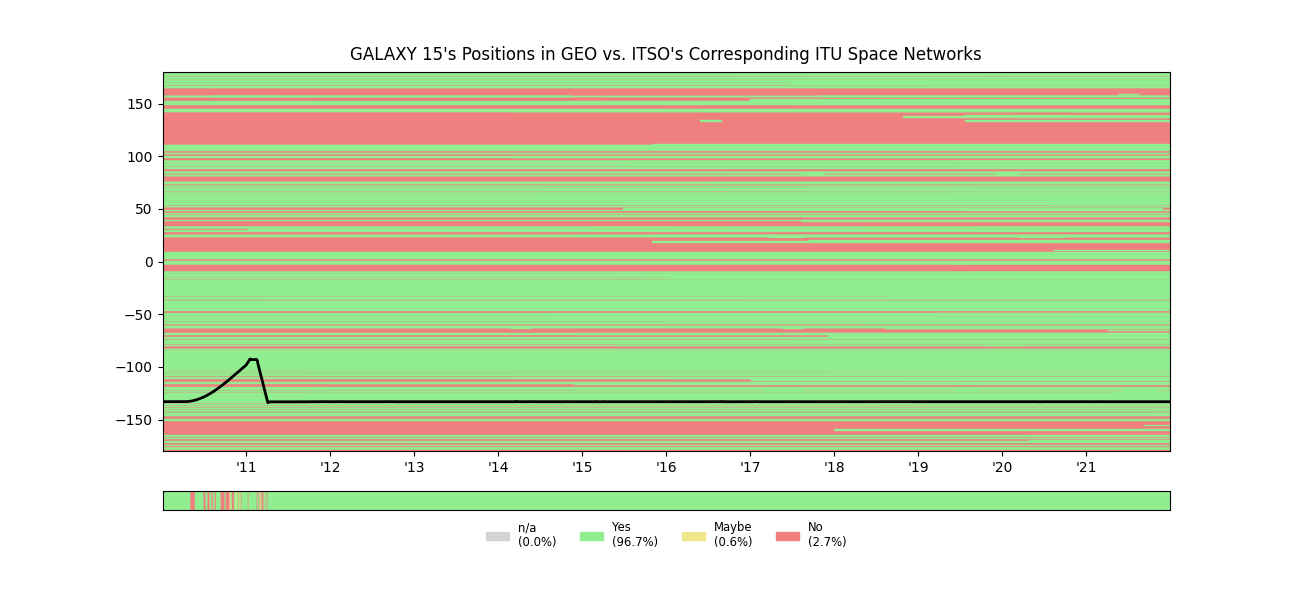 GALAXY 15's Positions in GEO vs. ITSO's Corresponding ITU Space Networks
150
100
50
0
−50
−100
−150
'11 '12 '13 '14 '15 '16 '17 '18 '19 '20 '21
n/a Yes Maybe No
(0.0%) (96.7%) (0.6%) (2.7%)